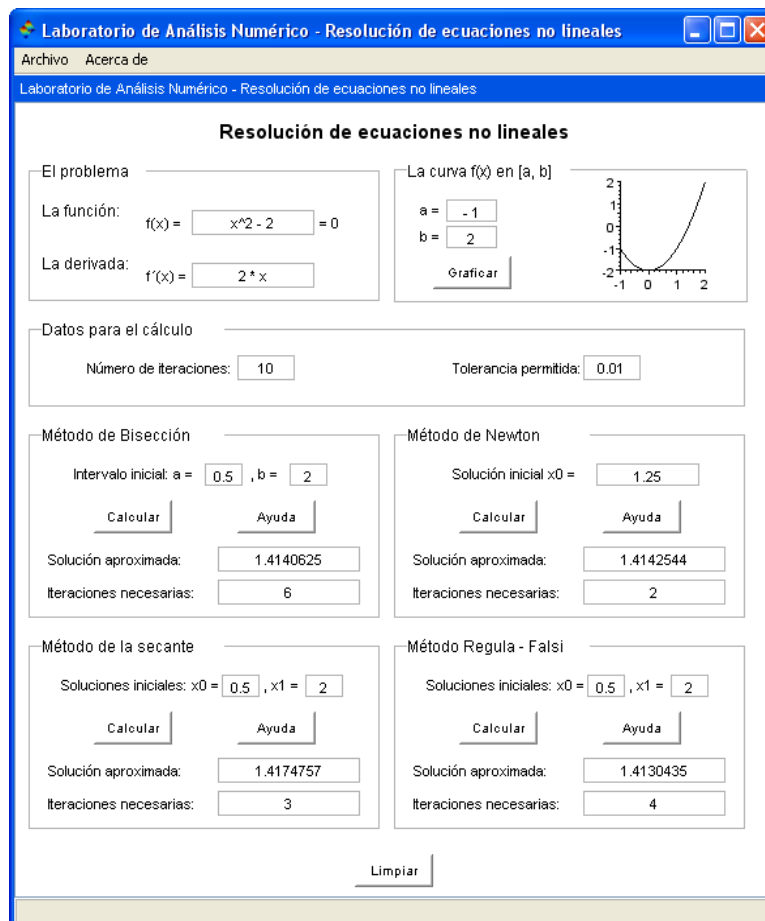 Laboratorio de Análisis Numérico - Resolución de ecuaciones no lineales
Archivo Acerca de
Laboratorio de Análisis Numérico - Resolución de ecuaciones no lineales
Resolución de ecuaciones no lineales
El problema
La función: f(x) = x^2 - 2 = 0
La derivada: f´(x) = 2 * x
La curva f(x) en [a, b]
a = - 1
b = 2
Graficar
2
1
0
-1
-2
-1 0 1 2
Datos para el cálculo
Número de iteraciones: 10 Tolerancia permitida: 0.01
Método de Bisección
Intervalo inicial: a = 0.5 , b = 2
Calcular Ayuda
Solución aproximada: 1.4140625
Iteraciones necesarias: 6
Método de Newton
Solución inicial x0 = 1.25
Calcular Ayuda
Solución aproximada: 1.4142544
Iteraciones necesarias: 2
Método de la secante
Soluciones iniciales: x0 = 0.5 , x1 = 2
Calcular Ayuda
Solución aproximada: 1.4174757
Iteraciones necesarias: 3
Método Regula - Falsi
Soluciones iniciales: x0 = 0.5 , x1 = 2
Calcular Ayuda
Solución aproximada: 1.4130435
Iteraciones necesarias: 4
Limpiar